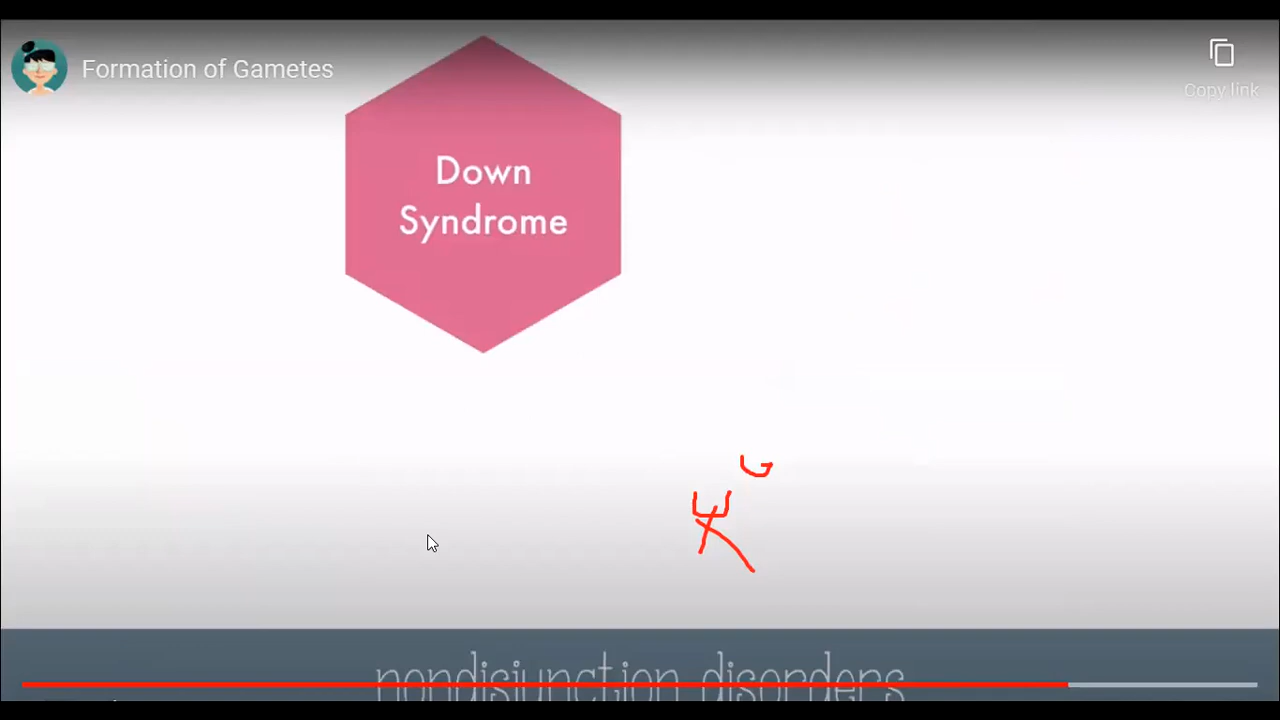 Formation of Gametes
Copy link
Down
Syndrome
nondisjunction disorders